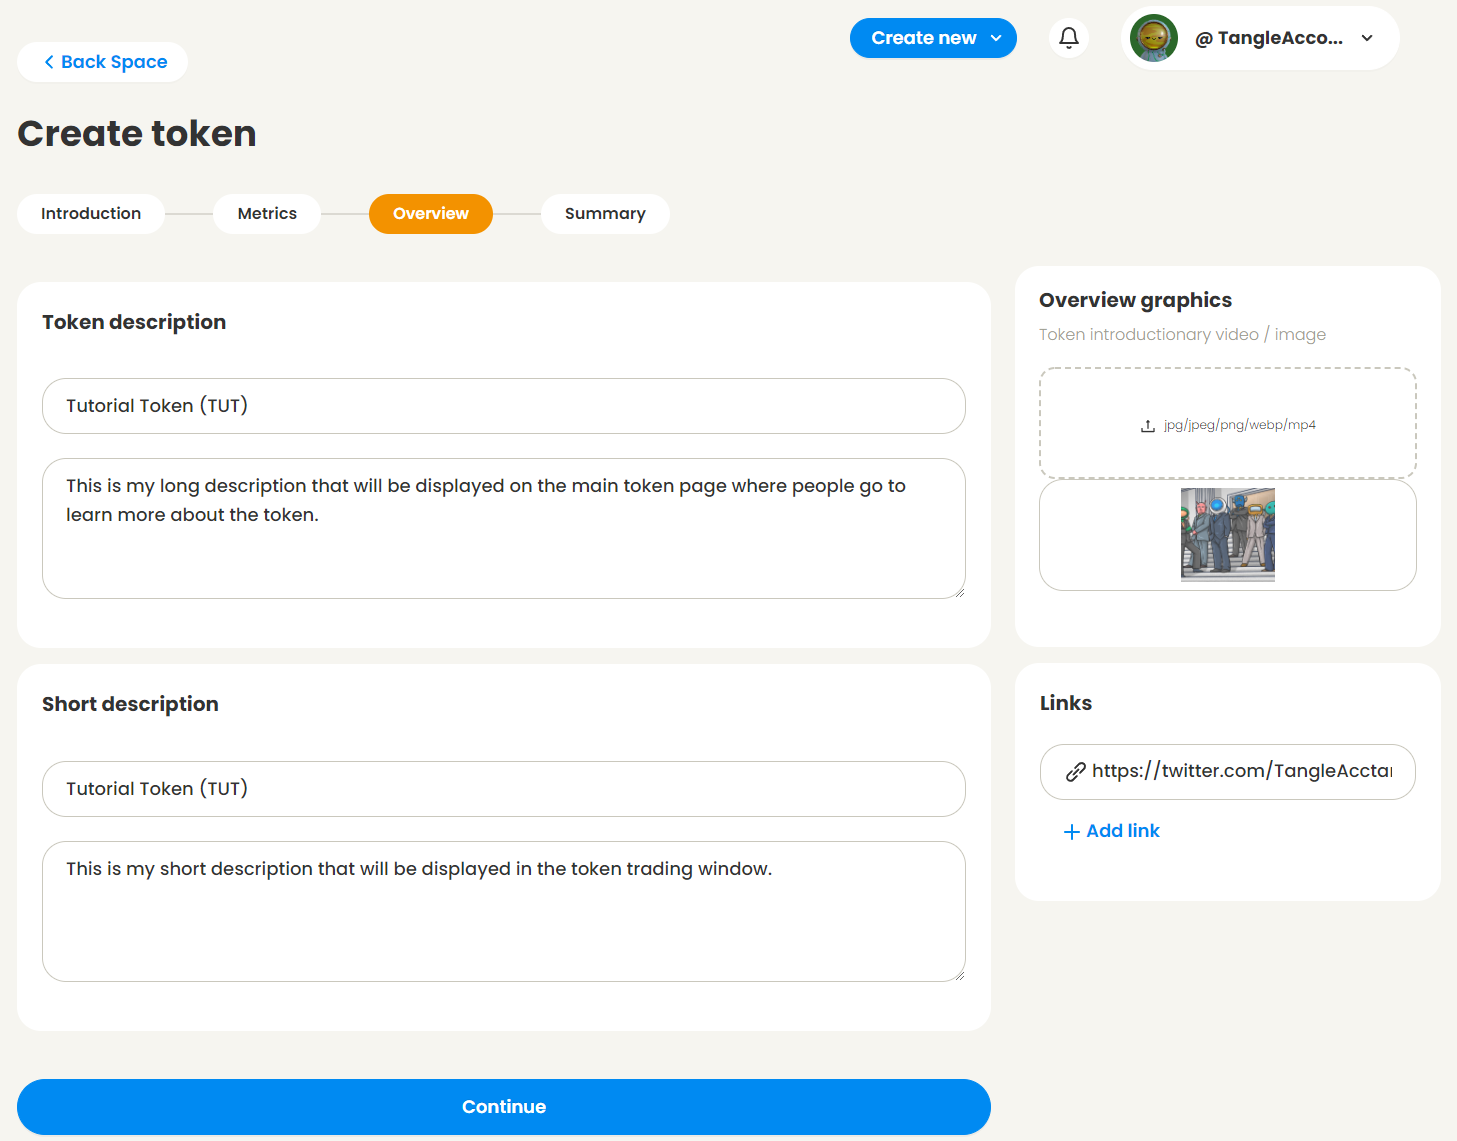 Back Space
Create new
@ TangleAcco...
Create token
Introduction
Metrics
Overview
Summary
Token description
Tutorial Token (TUT)
This is my long description that will be displayed on the main token page where people go to
learn more about the token.
Short description
Tutorial Token (TUT)
This is my short description that will be displayed in the token trading window.
Continue
Overview graphics
Token introductionary video / image
jpg/jpeg/png/webp/mp4
Links
https://twitter.com/TangleAcctan
Add link